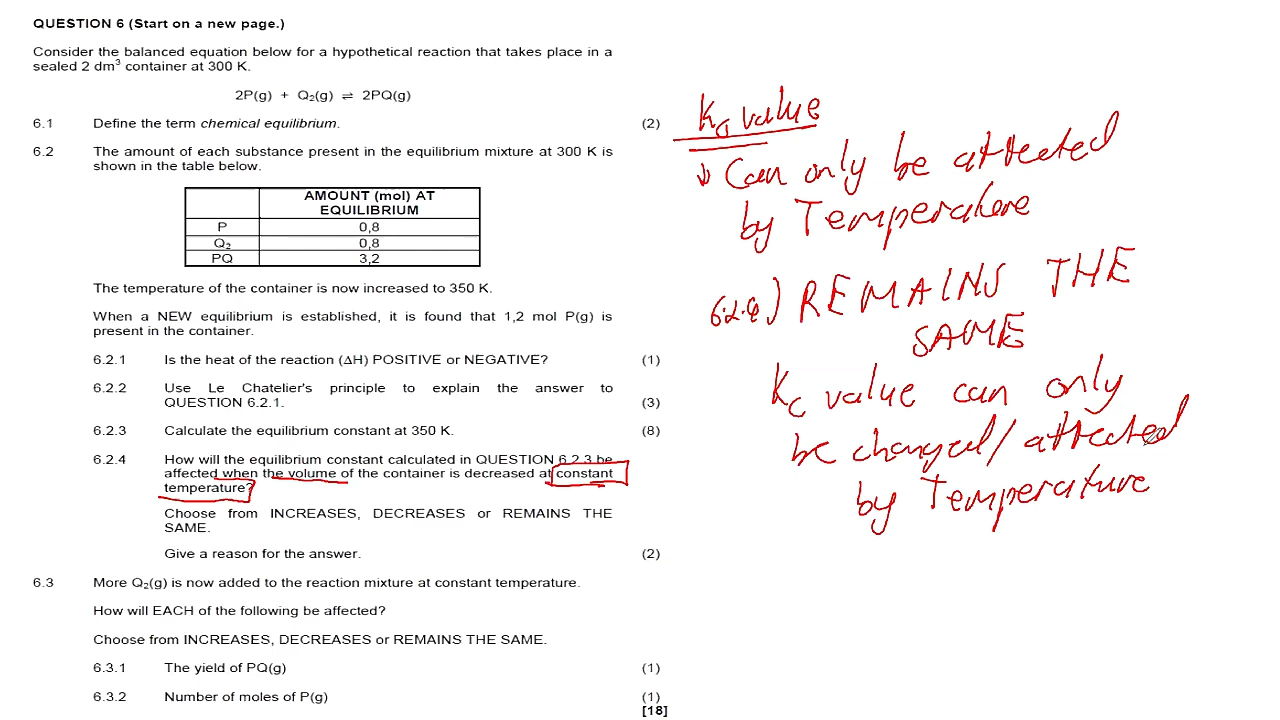 QUESTION 6 (Start on a new page.)
Consider the balanced equation below for a hypothetical reaction that takes place in a
sealed 2 dm³ container at 300 K.
2P(g) + Q₂(g) ⇌ 2PQ(g)
6.1 Define the term chemical equilibrium. (2)
6.2 The amount of each substance present in the equilibrium mixture at 300 K is
shown in the table below.
AMOUNT (mol) AT
EQUILIBRIUM
P 0,8
Q₂ 0,8
PQ 3,2
The temperature of the container is now increased to 350 K.
When a NEW equilibrium is established, it is found that 1,2 mol P(g) is
present in the container.
6.2.1 Is the heat of the reaction (ΔH) POSITIVE or NEGATIVE? (1)
6.2.2 Use Le Chatelier's principle to explain the answer to
QUESTION 6.2.1. (3)
6.2.3 Calculate the equilibrium constant at 350 K. (8)
6.2.4 How will the equilibrium constant calculated in QUESTION 6.2.3 be
affected when the volume of the container is decreased at constant
temperature?
Choose from INCREASES, DECREASES or REMAINS THE
SAME.
Give a reason for the answer. (2)
6.3 More Q₂(g) is now added to the reaction mixture at constant temperature.
How will EACH of the following be affected?
Choose from INCREASES, DECREASES or REMAINS THE SAME.
6.3.1 The yield of PQ(g) (1)
6.3.2 Number of moles of P(g) (1)
[18]
Kc value
↳ Can only be affected
by Temperature
6.2.4) REMAINS THE
SAME
Kc value can only
be changed/affected
by Temperature